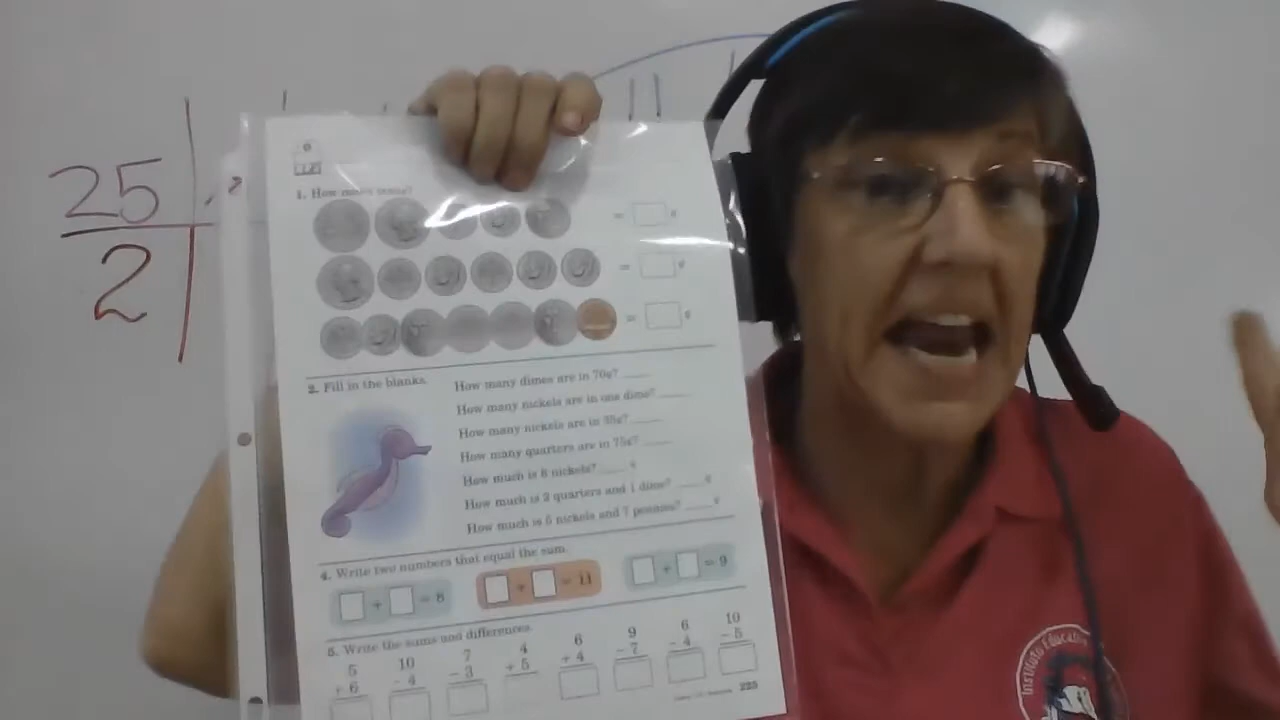 25
2
1. How many cents?
= ¢
= ¢
= ¢
2. Fill in the blanks.
How many dimes are in 70¢?
How many nickels are in one dime?
How many nickels are in 35¢?
How many quarters are in 75¢?
How much is 6 nickels? ¢
How much is 2 quarters and 1 dime? ¢
How much is 5 nickels and 7 pennies? ¢
4. Write two numbers that equal the sum.
+ = 8 + = 11 + = 9
5. Write the sums and differences.
5 10 7 4 6 9 6 10
+ 6 - 4 - 3 + 5 + 4 - 7 - 4 - 5
225
Instituto